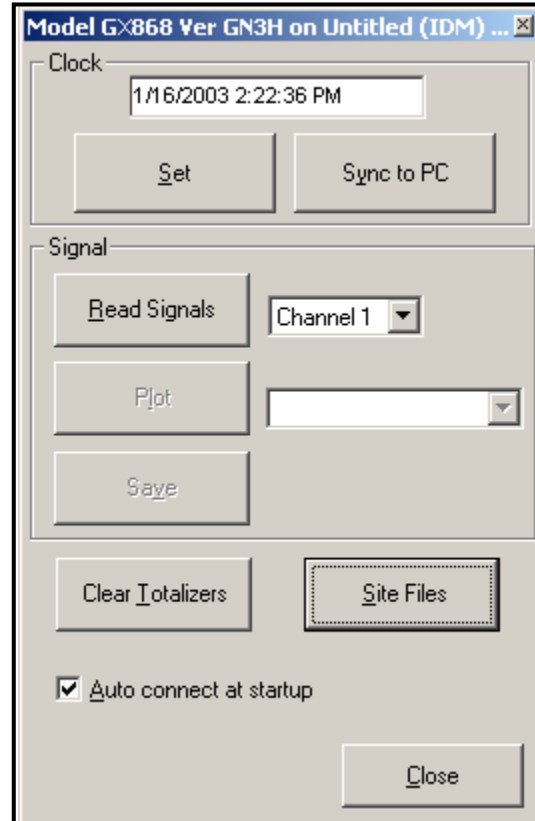 Model GX868 Ver GN3H on Untitled (IDM) ...
Clock
1/16/2003 2:22:36 PM
Set
Sync to PC
Signal
Read Signals
Channel 1
Plot
Save
Clear Totalizers
Site Files
Auto connect at startup
Close